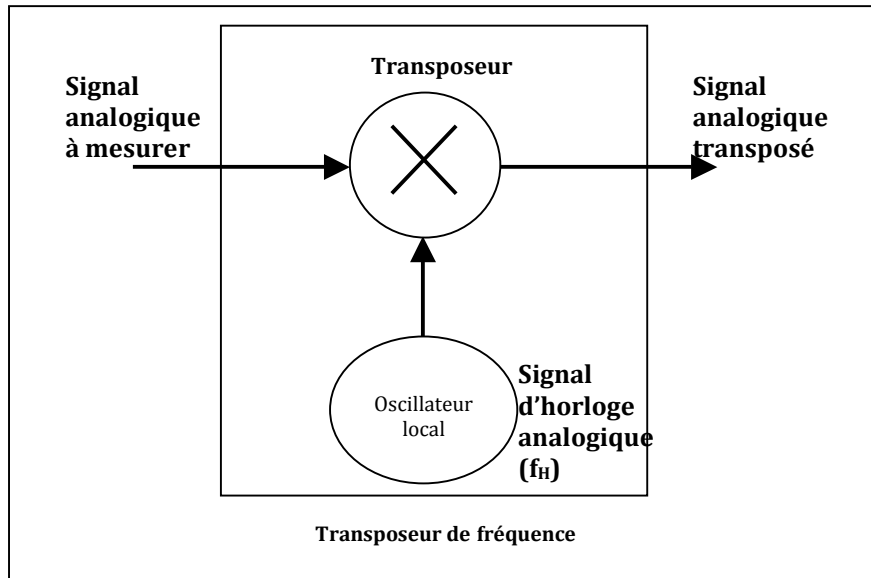 Transposeur
Signal
analogique
à mesurer
Signal
analogique
transposé
Oscillateur
local
Signal
d'horloge
analogique
(fH)
Transposeur de fréquence